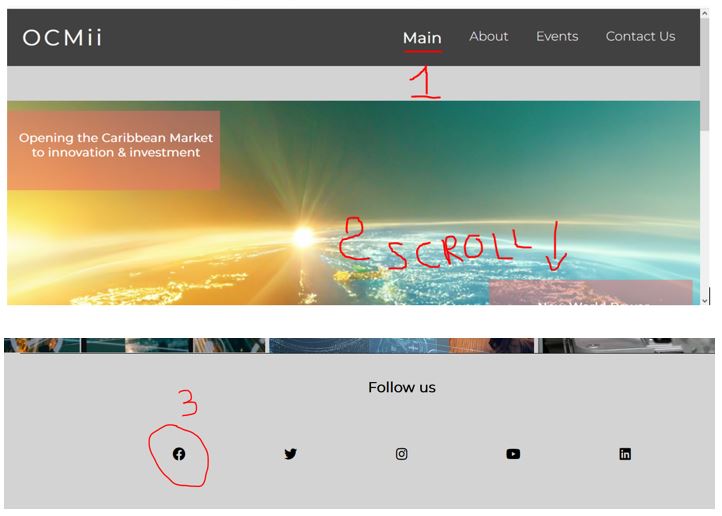 OCMii
Main About Events Contact Us
1
Opening the Caribbean Market
to innovation & investment
2 SCROLL ↓
Follow us
3